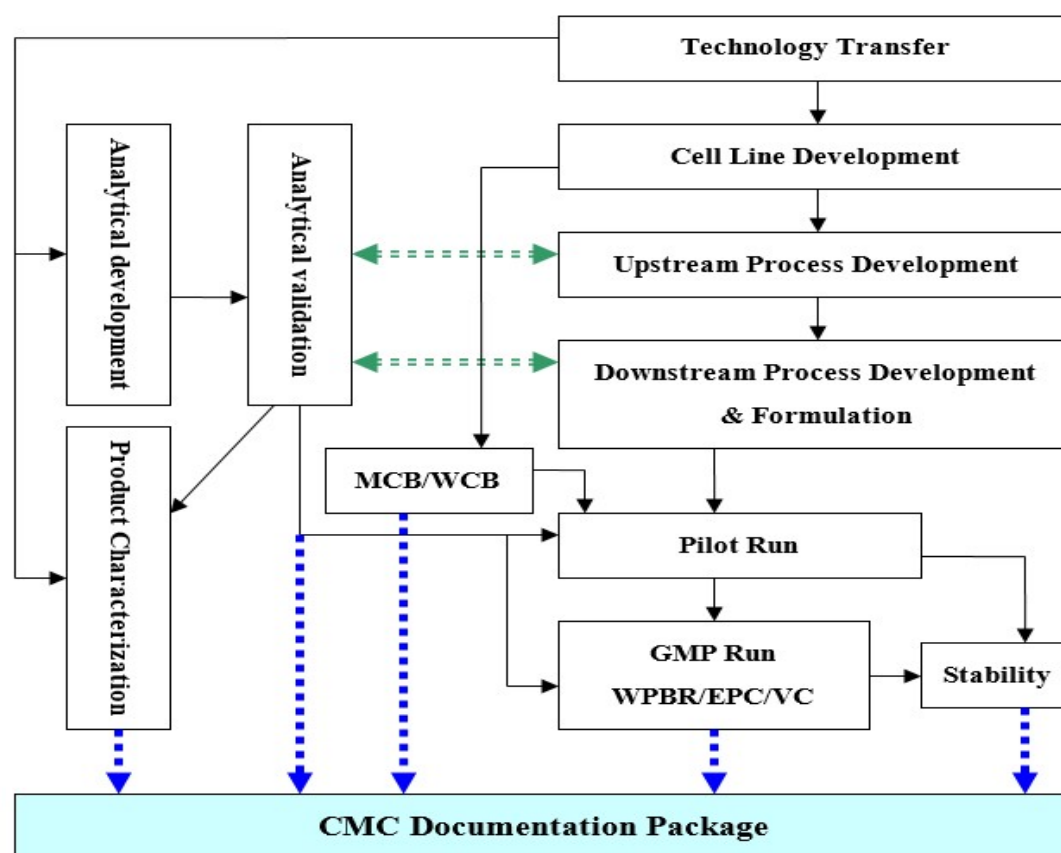 Technology Transfer
Cell Line Development
Analytical development
Analytical validation
Upstream Process Development
Downstream Process Development
& Formulation
Product Characterization
MCB/WCB
Pilot Run
GMP Run
WPBR/EPC/VC
Stability
CMC Documentation Package